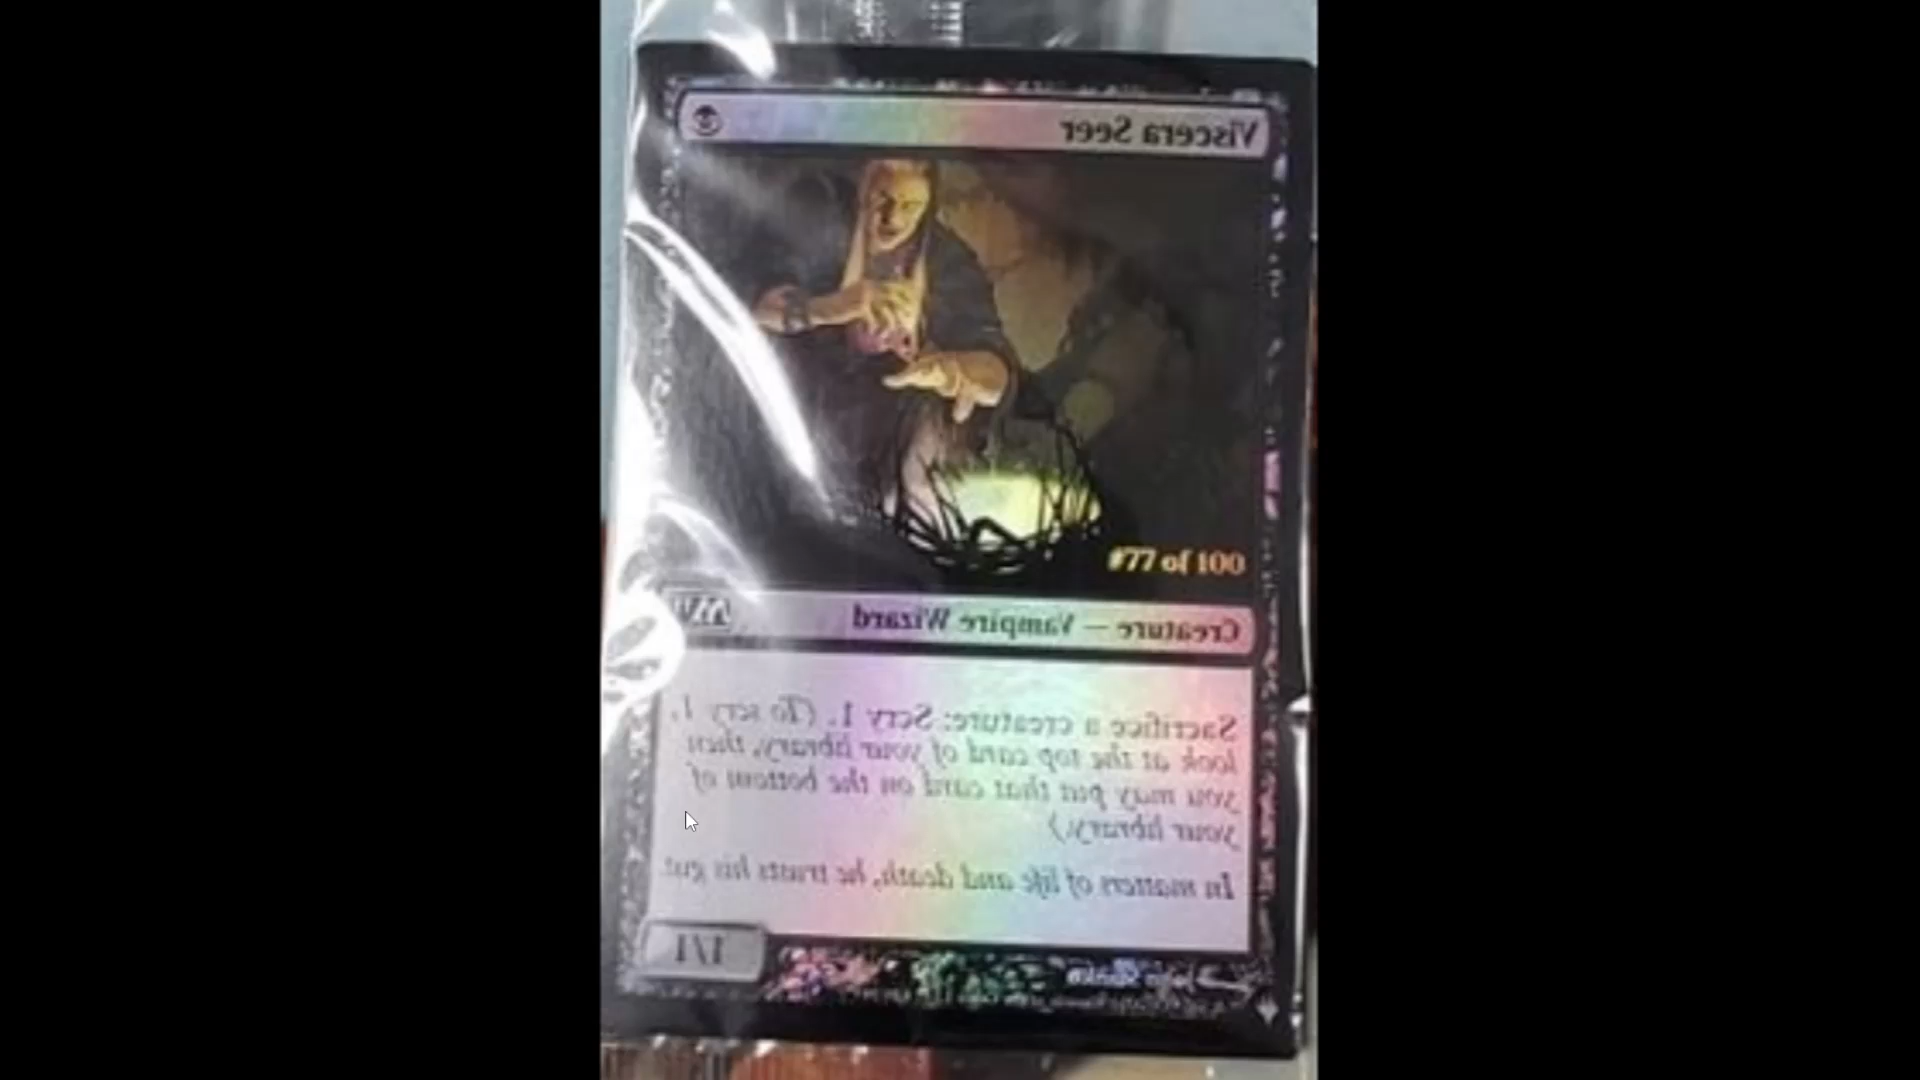 Viscera Seer
#77 of 100
Creature — Vampire Wizard
Sacrifice a creature: Scry 1. (To scry 1,
look at the top card of your library, then
you may put that card on the bottom of
your library.)
In matters of life and death, he trusts his gut.
1/1